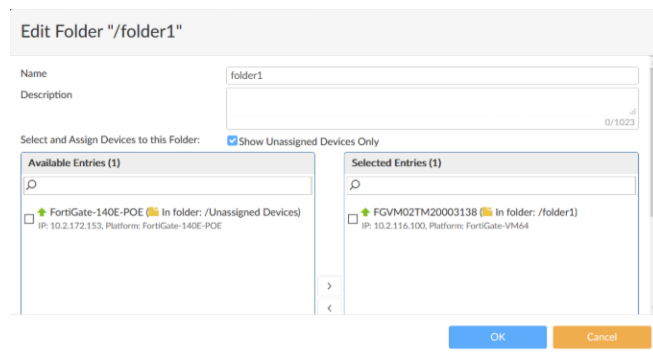 Edit Folder "/folder1"
Name
folder1
Description
0/1023
Select and Assign Devices to this Folder:
Show Unassigned Devices Only
Available Entries (1)
FortiGate-140E-POE ( In folder: /Unassigned Devices)
IP: 10.2.172.153, Platform: FortiGate-140E-POE
Selected Entries (1)
FGVM02TM20003138 ( In folder: /folder1)
IP: 10.2.116.100, Platform: FortiGate-VM64
>
<
OK
Cancel